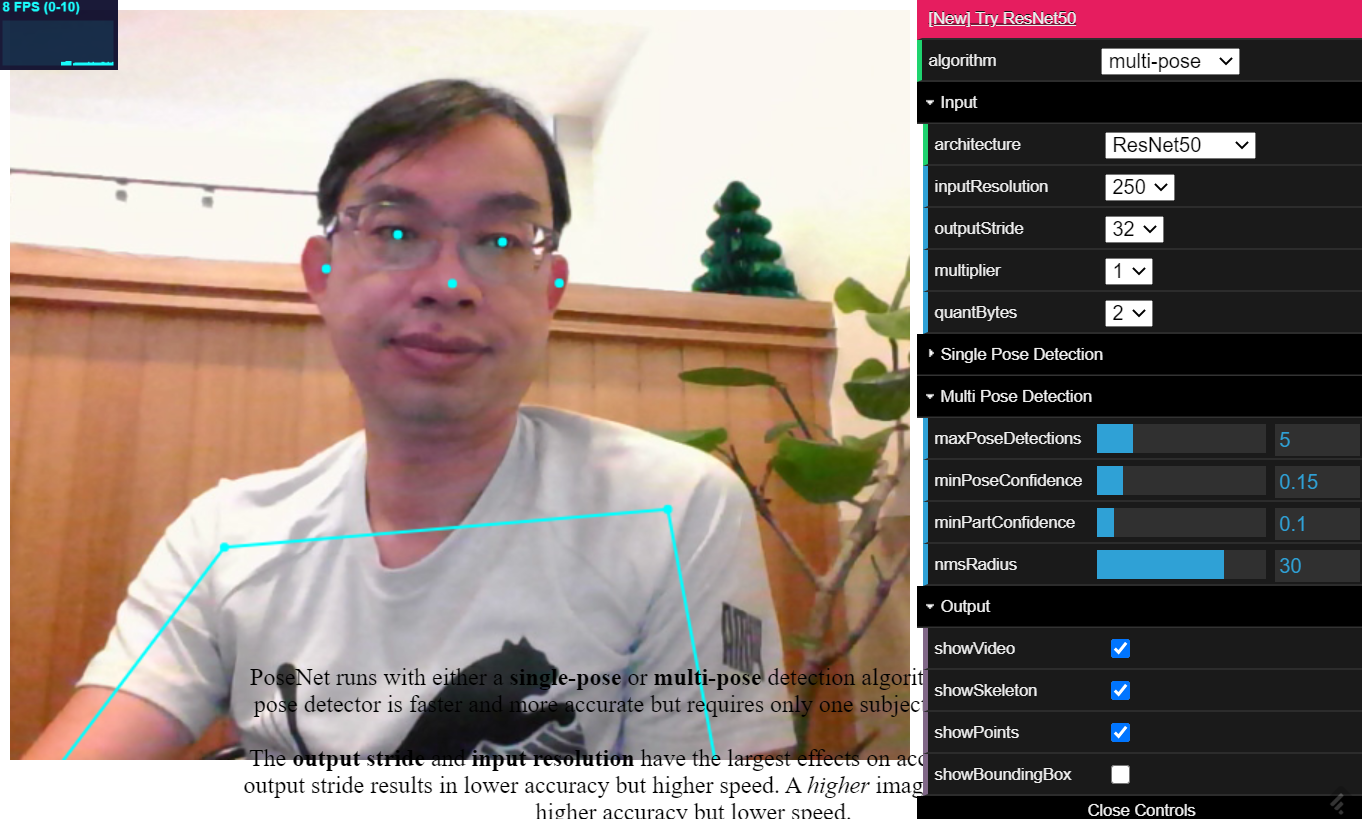 8 FPS (0-10)
[New] Try ResNet50
algorithm multi-pose
Input
architecture ResNet50
inputResolution 250
outputStride 32
multiplier 1
quantBytes 2
Single Pose Detection
Multi Pose Detection
maxPoseDetections 5
minPoseConfidence 0.15
minPartConfidence 0.1
nmsRadius 30
Output
showVideo
showSkeleton
showPoints
showBoundingBox
Close Controls
PoseNet runs with either a single-pose or multi-pose detection algorit
pose detector is faster and more accurate but requires only one subjec
The output stride and input resolution have the largest effects on acc
output stride results in lower accuracy but higher speed. A higher imag
higher accuracy but lower speed.